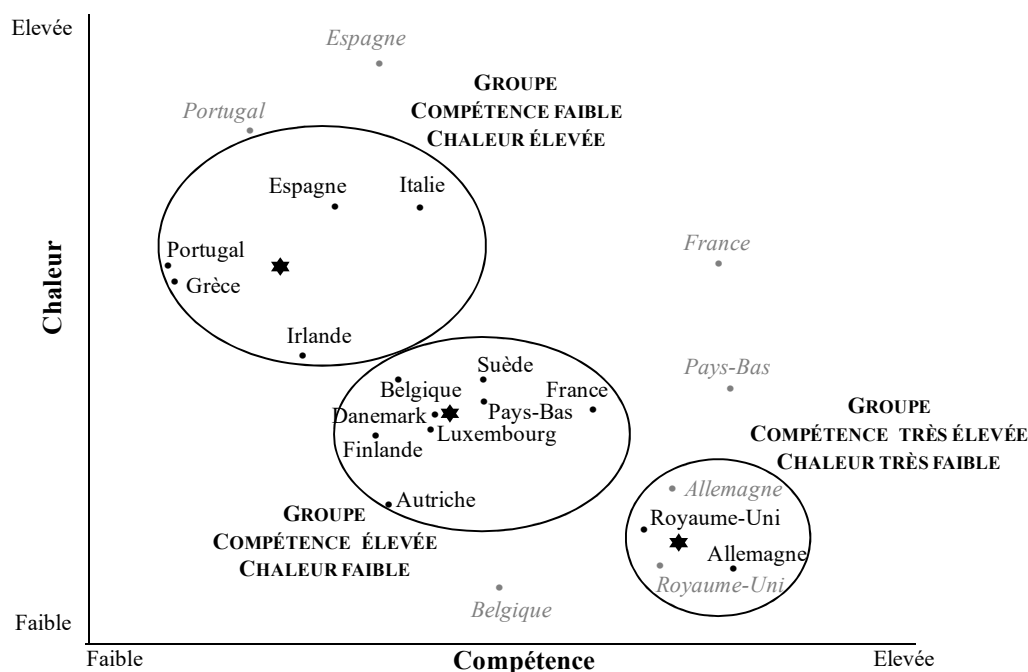 Elevée
Espagne
GROUPE
COMPÉTENCE FAIBLE
CHALEUR ÉLEVÉE
Portugal
Espagne
Italie
France
Portugal
Grèce
Chaleur
Irlande
Suède
Belgique
France
Pays-Bas
Danemark
Pays-Bas
Luxembourg
Finlande
GROUPE
COMPÉTENCE TRÈS ÉLEVÉE
CHALEUR TRÈS FAIBLE
Allemagne
Autriche
Royaume-Uni
GROUPE
COMPÉTENCE ÉLEVÉE
CHALEUR FAIBLE
Allemagne
Royaume-Uni
Belgique
Faible
Faible
Compétence
Elevée